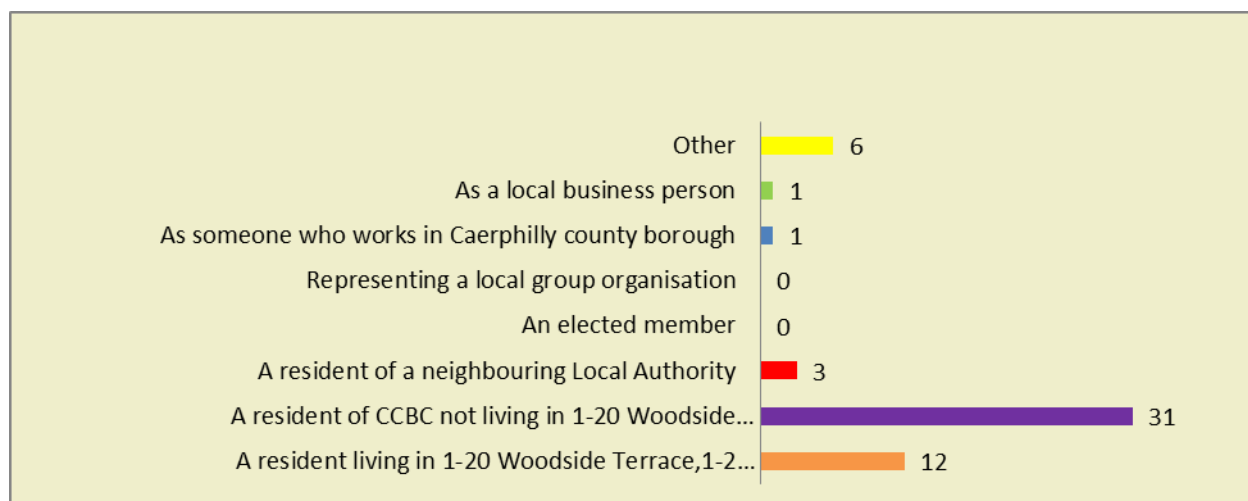 Other 6
As a local business person 1
As someone who works in Caerphilly county borough 1
Representing a local group organisation 0
An elected member 0
A resident of a neighbouring Local Authority 3
A resident of CCBC not living in 1-20 Woodside... 31
A resident living in 1-20 Woodside Terrace,1-2... 12